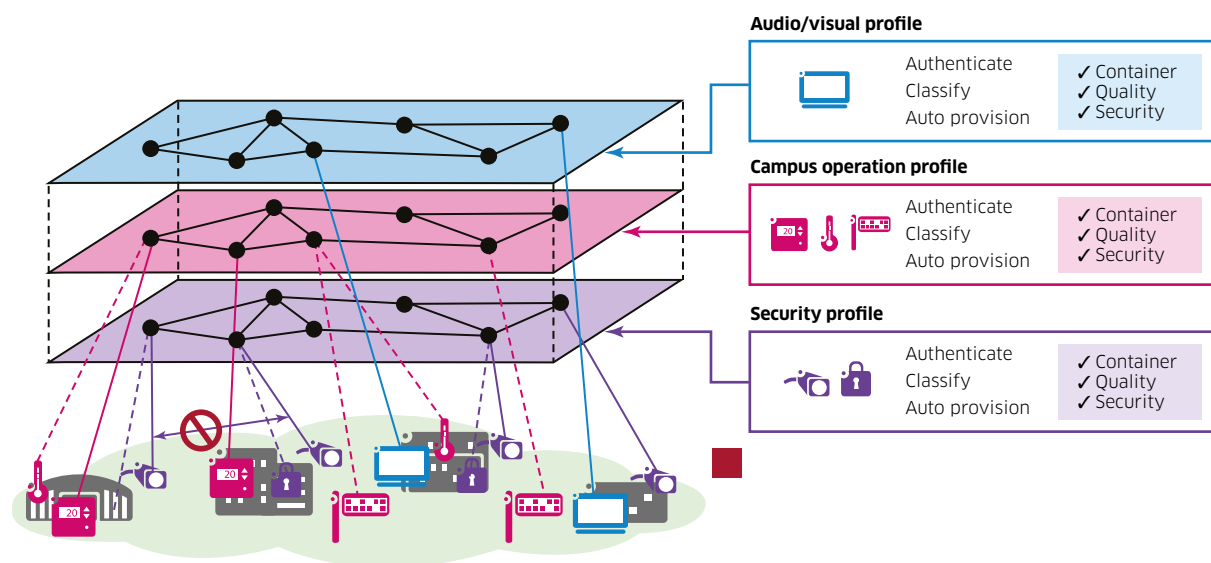 Audio/visual profile
Authenticate
Classify
Auto provision
✓ Container
✓ Quality
✓ Security
Campus operation profile
20
Authenticate
Classify
Auto provision
✓ Container
✓ Quality
✓ Security
Security profile
Authenticate
Classify
Auto provision
✓ Container
✓ Quality
✓ Security
20
20